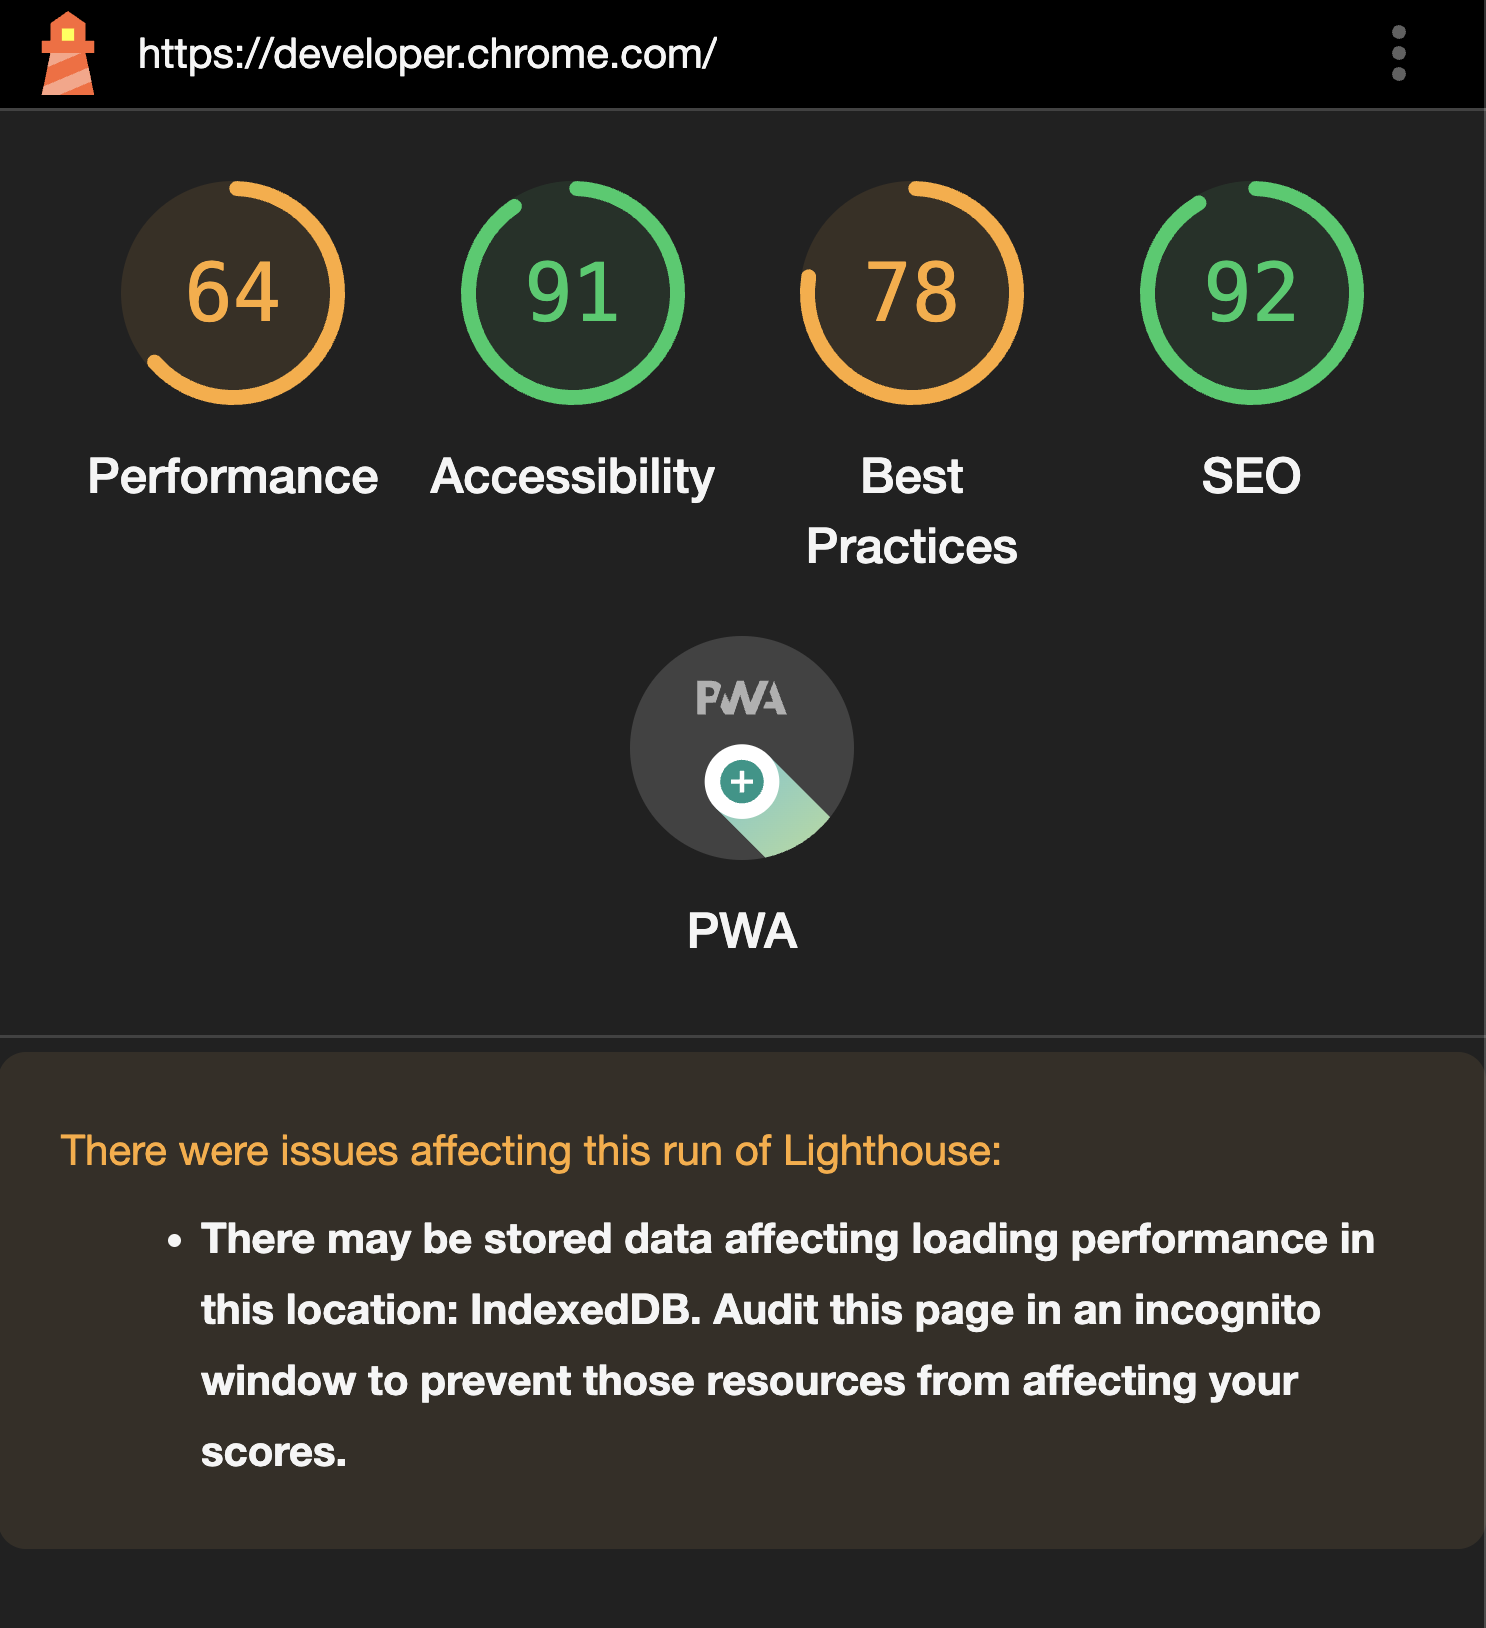 https://developer.chrome.com/
64 91 78 92
Performance Accessibility Best SEO
Practices
PWA
PWA
There were issues affecting this run of Lighthouse:
• There may be stored data affecting loading performance in
this location: IndexedDB. Audit this page in an incognito
window to prevent those resources from affecting your
scores.